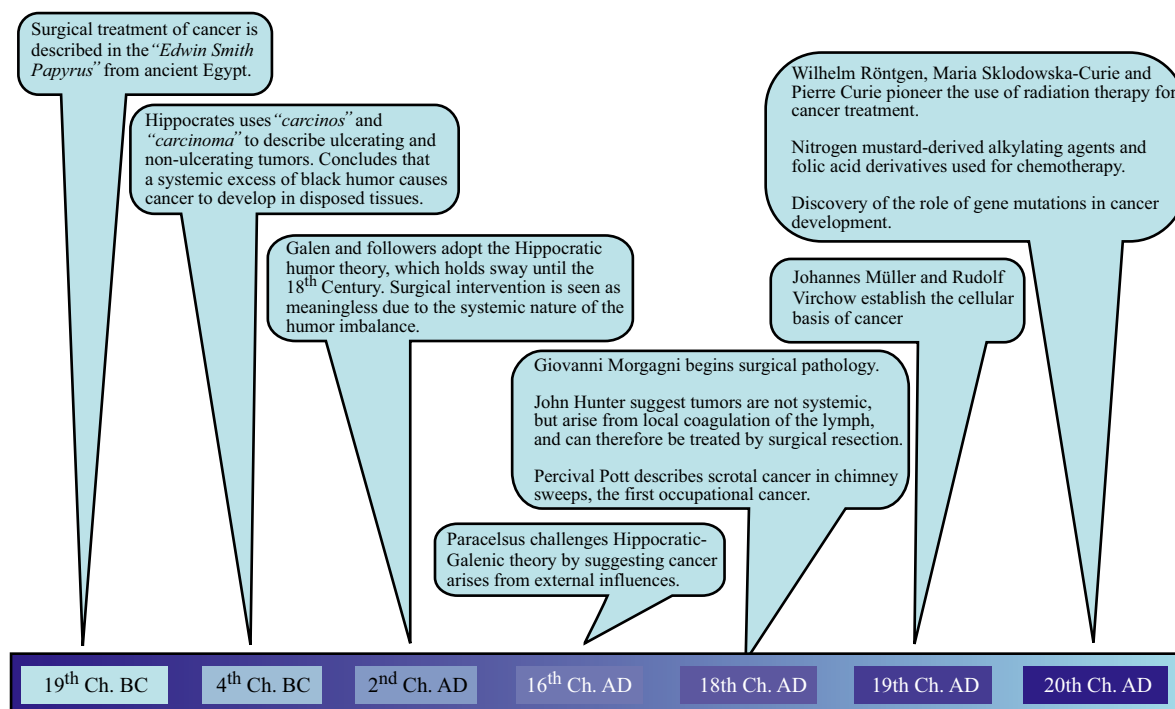 Surgical treatment of cancer is
described in the “Edwin Smith
Papyrus” from ancient Egypt.
Hippocrates uses “carcinos” and
“carcinoma” to describe ulcerating and
non-ulcerating tumors. Concludes that
a systemic excess of black humor causes
cancer to develop in disposed tissues.
Galen and followers adopt the Hippocratic
humor theory, which holds sway until the
18th Century. Surgical intervention is seen as
meaningless due to the systemic nature of the
humor imbalance.
Paracelsus challenges Hippocratic-
Galenic theory by suggesting cancer
arises from external influences.
Giovanni Morgagni begins surgical pathology.
John Hunter suggest tumors are not systemic,
but arise from local coagulation of the lymph,
and can therefore be treated by surgical resection.
Percival Pott describes scrotal cancer in chimney
sweeps, the first occupational cancer.
Johannes Müller and Rudolf
Virchow establish the cellular
basis of cancer
Wilhelm Röntgen, Maria Sklodowska-Curie and
Pierre Curie pioneer the use of radiation therapy for
cancer treatment.
Nitrogen mustard-derived alkylating agents and
folic acid derivatives used for chemotherapy.
Discovery of the role of gene mutations in cancer
development.
19th Ch. BC
4th Ch. BC
2nd Ch. AD
16th Ch. AD
18th Ch. AD
19th Ch. AD
20th Ch. AD